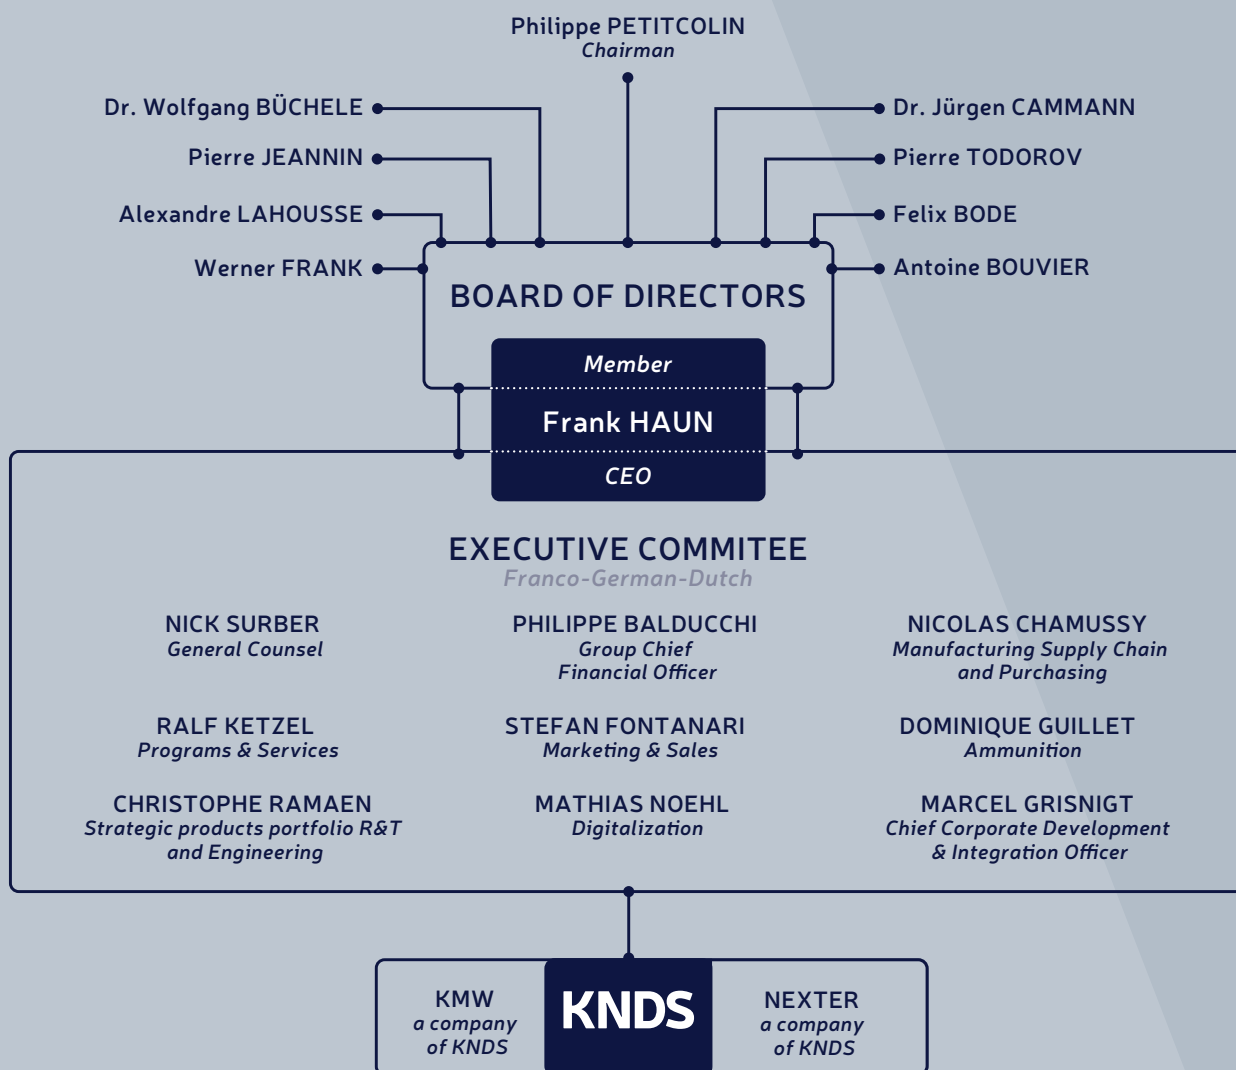 Philippe PETITCOLIN
Chairman
Dr. Wolfgang BÜCHELE
Dr. Jürgen CAMMANN
Pierre JEANNIN
Pierre TODOROV
Alexandre LAHOUSSE
Felix BODE
Werner FRANK
Antoine BOUVIER
BOARD OF DIRECTORS
Member
Frank HAUN
CEO
EXECUTIVE COMMITEE
Franco-German-Dutch
NICK SURBER
General Counsel
PHILIPPE BALDUCCHI
Group Chief
Financial Officer
NICOLAS CHAMUSSY
Manufacturing Supply Chain
and Purchasing
RALF KETZEL
Programs & Services
STEFAN FONTANARI
Marketing & Sales
DOMINIQUE GUILLET
Ammunition
CHRISTOPHE RAMAEN
Strategic products portfolio R&T
and Engineering
MATHIAS NOEHL
Digitalization
MARCEL GRISNIGT
Chief Corporate Development
& Integration Officer
KMW
a company
of KNDS
KNDS
NEXTER
a company
of KNDS